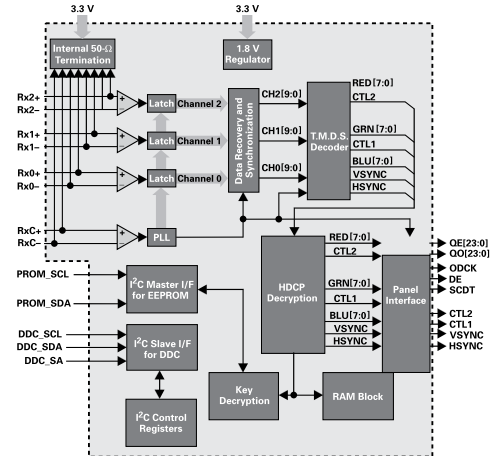 3.3 V
3.3 V
Internal 50-Ω
Termination
1.8 V
Regulator
Rx2+
Rx2–
Rx1+
Rx1–
Rx0+
Rx0–
RxC+
RxC–
+
–
Latch
Channel 2
+
–
Latch
Channel 1
+
–
Latch
Channel 0
+
–
PLL
Data Recovery and
Synchronization
CH2[9:0]
CH1[9:0]
CH0[9:0]
T.M.D.S.
Decoder
RED[7:0]
CTL2
GRN[7:0]
CTL1
BLU[7:0]
VSYNC
HSYNC
HDCP
Decryption
RED[7:0]
CTL2
GRN[7:0]
CTL1
BLU[7:0]
VSYNC
HSYNC
Panel
Interface
QE[23:0]
QO[23:0]
ODCK
DE
SCDT
CTL2
CTL1
VSYNC
HSYNC
PROM_SCL
PROM_SDA
I²C Master I/F
for EEPROM
DDC_SCL
DDC_SDA
DDC_SA
I²C Slave I/F
for DDC
I²C Control
Registers
Key
Decryption
RAM Block